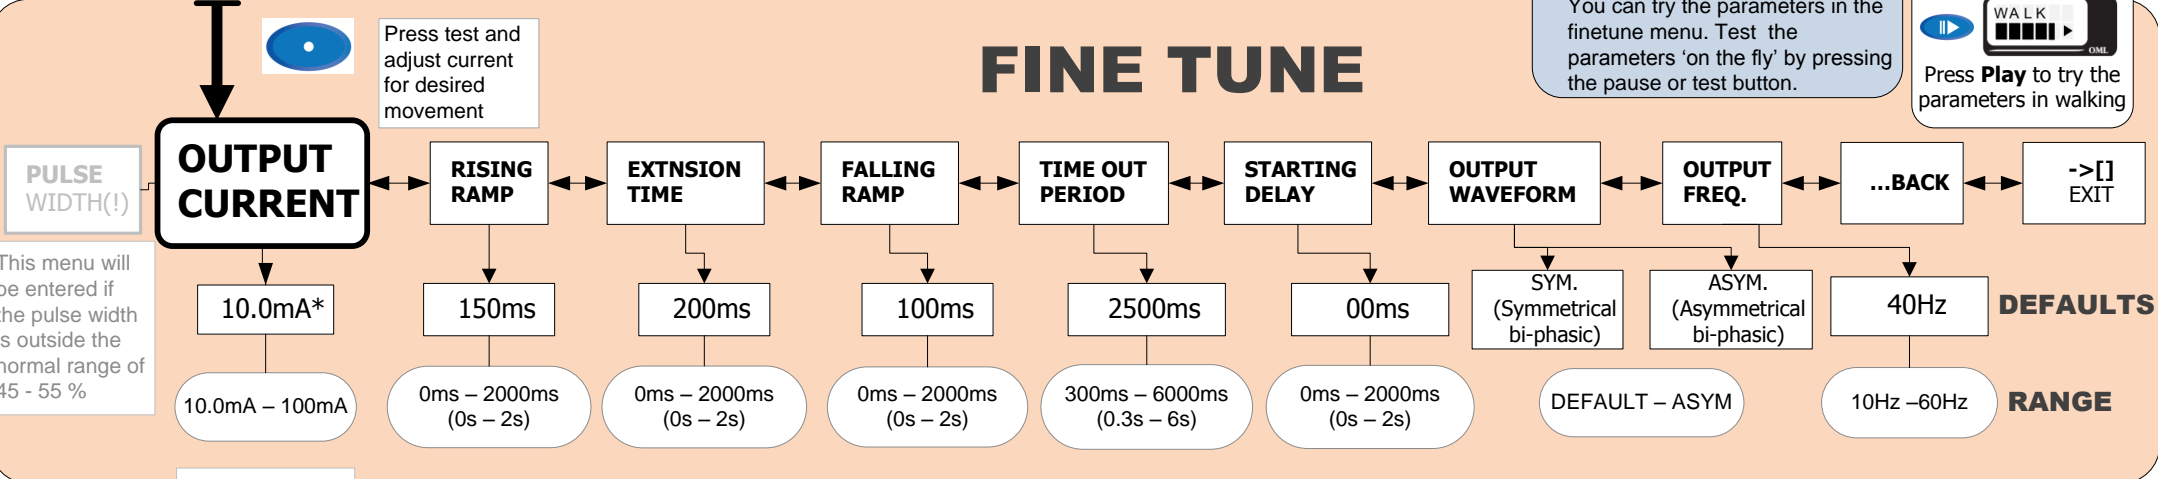 You can try the parameters in the
finetune menu. Test the
parameters ‘on the fly’ by pressing
the pause or test button.
WALK
OML
Press Play to try the
parameters in walking
Press test and
adjust current
for desired
movement
FINE TUNE
PULSE
WIDTH(!)
OUTPUT
CURRENT
RISING
RAMP
EXTNSION
TIME
FALLING
RAMP
TIME OUT
PERIOD
STARTING
DELAY
OUTPUT
WAVEFORM
OUTPUT
FREQ.
...BACK
->[]
EXIT
This menu will
be entered if
the pulse width
is outside the
normal range of
45 - 55 %
10.0mA*
150ms
200ms
100ms
2500ms
00ms
SYM.
(Symmetrical
bi-phasic)
ASYM.
(Asymmetrical
bi-phasic)
40Hz
DEFAULTS
10.0mA – 100mA
0ms – 2000ms
(0s – 2s)
0ms – 2000ms
(0s – 2s)
0ms – 2000ms
(0s – 2s)
300ms – 6000ms
(0.3s – 6s)
0ms – 2000ms
(0s – 2s)
DEFAULT – ASYM
10Hz –60Hz
RANGE